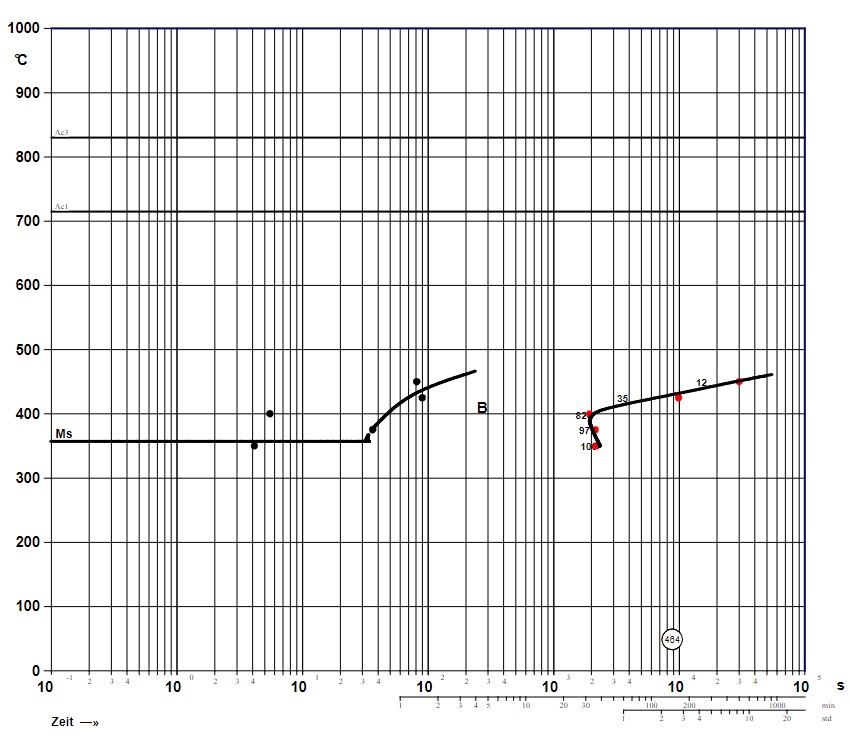 1000
°C
900
Ac3
800
Ac1
700
600
500
12
35
400
82
B
Ms
97
10
300
200
100
464
0
10 -1 2 3 4 10 0 2 3 4 10 1 2 3 4 10 2 2 3 4 10 3 2 3 4 10 4 2 3 4 10 5 s
1 2 3 4 5 10 20 30 100 200 1000 min
1 2 3 4 10 20 std
Zeit —»